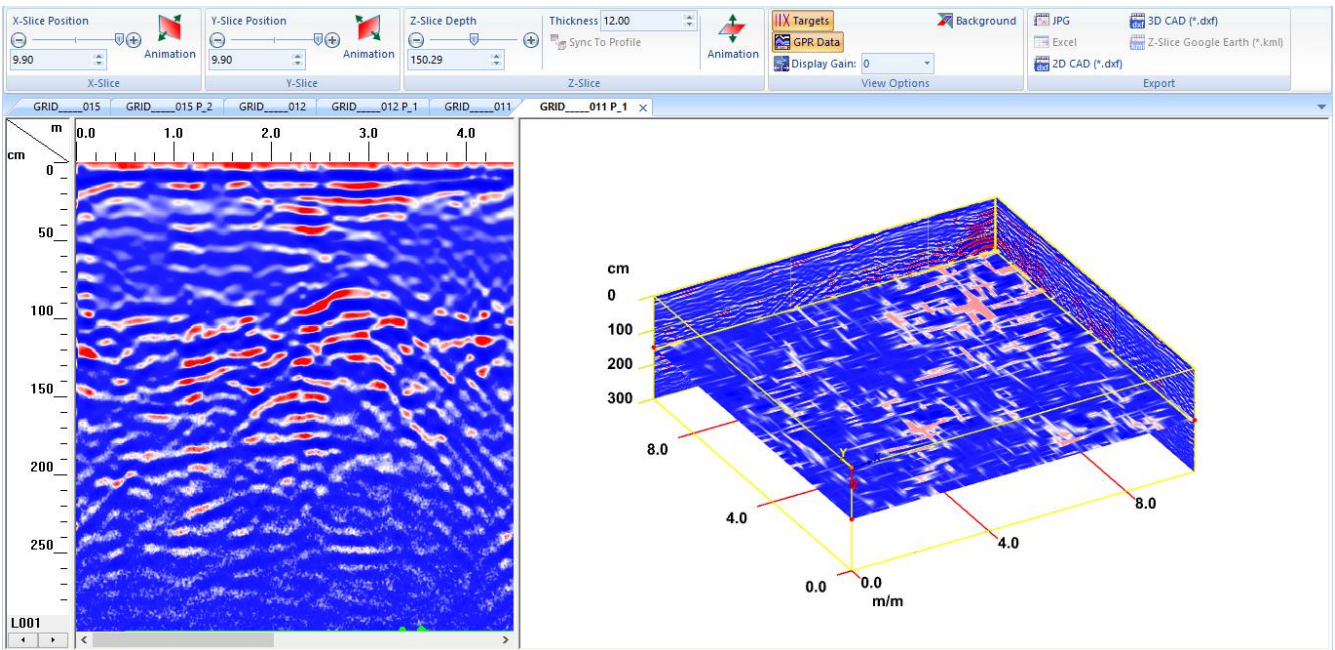 X-Slice Position
9.90
Animation
X-Slice
Y-Slice Position
9.90
Animation
Y-Slice
Z-Slice Depth
150.29
Thickness 12.00
Sync To Profile
Animation
Z-Slice
Targets
GPR Data
Display Gain: 0
Background
View Options
JPG
Excel
2D CAD (*.dxf)
3D CAD (*.dxf)
Z-Slice Google Earth (*.kml)
Export
GRID_____015 GRID_____015 P_2 GRID_____012 GRID_____012 P_1 GRID_____011 GRID_____011 P_1
m
cm
0.0 1.0 2.0 3.0 4.0
0
50
100
150
200
250
L001
cm
0
100
200
300
8.0
4.0
0.0
0.0
m/m
4.0
8.0
Y